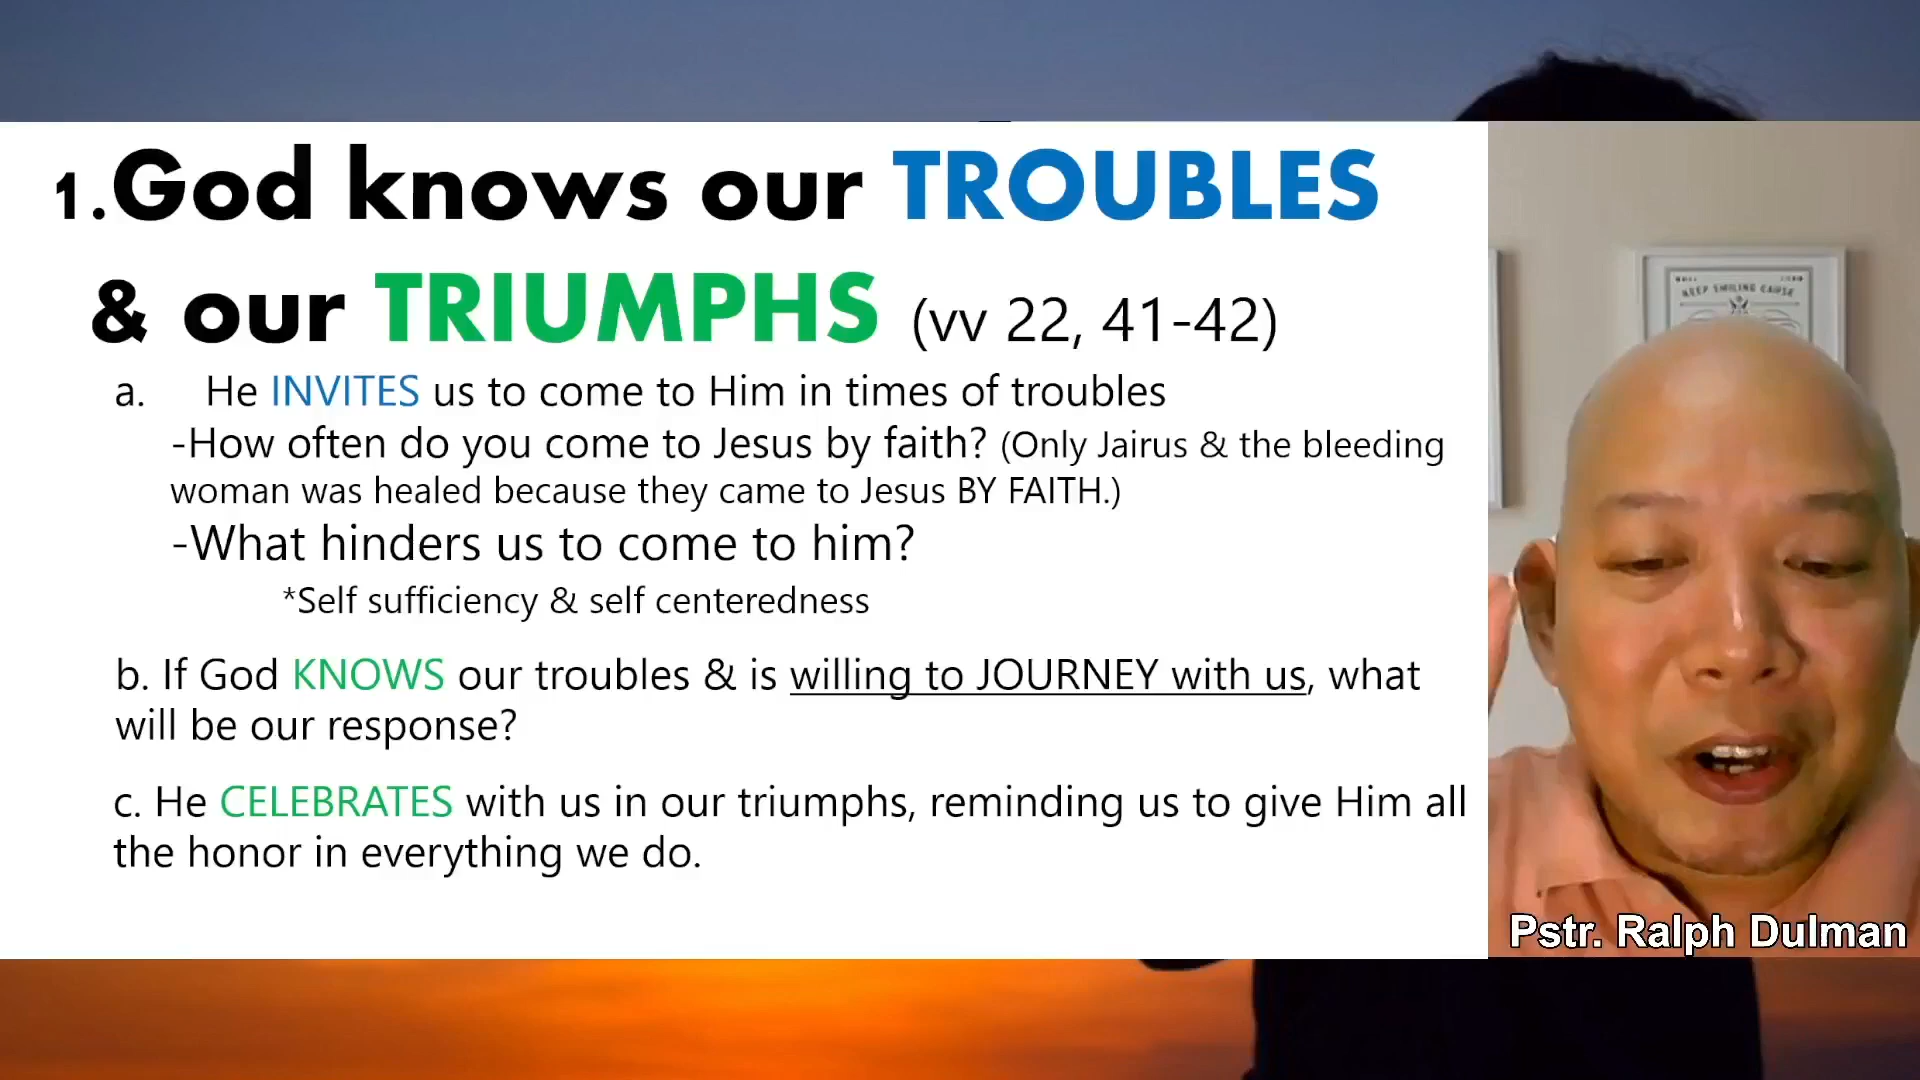 1.God knows our TROUBLES
& our TRIUMPHS (vv 22, 41-42)
a. He INVITES us to come to Him in times of troubles
-How often do you come to Jesus by faith? (Only Jairus & the bleeding
woman was healed because they came to Jesus BY FAITH.)
-What hinders us to come to him?
*Self sufficiency & self centeredness
b. If God KNOWS our troubles & is willing to JOURNEY with us, what
will be our response?
c. He CELEBRATES with us in our triumphs, reminding us to give Him all
the honor in everything we do.
KEEP SMILING CAUSE
Pstr. Ralph Dulman